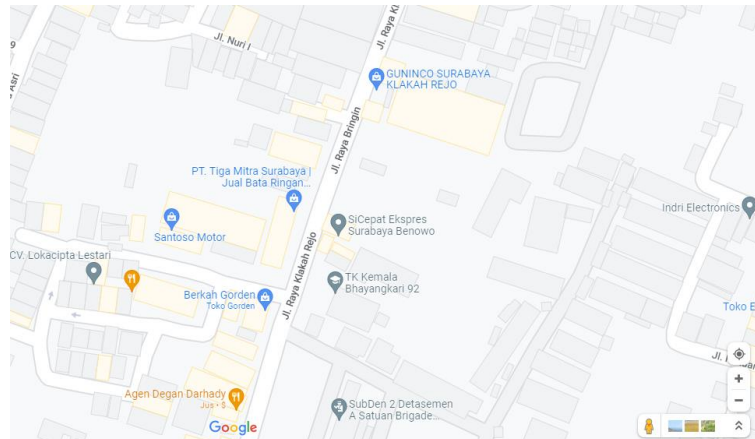 Jl. Nuri I
Jl. Raya Kl
GUNINCO SURABAYA
KLAKAH REJO
9
Asri
Jl. Raya Bringin
PT. Tiga Mitra Surabaya |
Jual Bata Ringan...
Indri Electronics
SiCepat Ekspres
Surabaya Benowo
Santoso Motor
Jl. Raya Klakah Rejo
CV. Lokacipta Lestari
TK Kemala
Bhayangkari 92
Berkah Gorden
Toko Gorden
Toko E
Agen Degan Darhady
Jus • $
SubDen 2 Detasemen
A Satuan Brigade...
Google